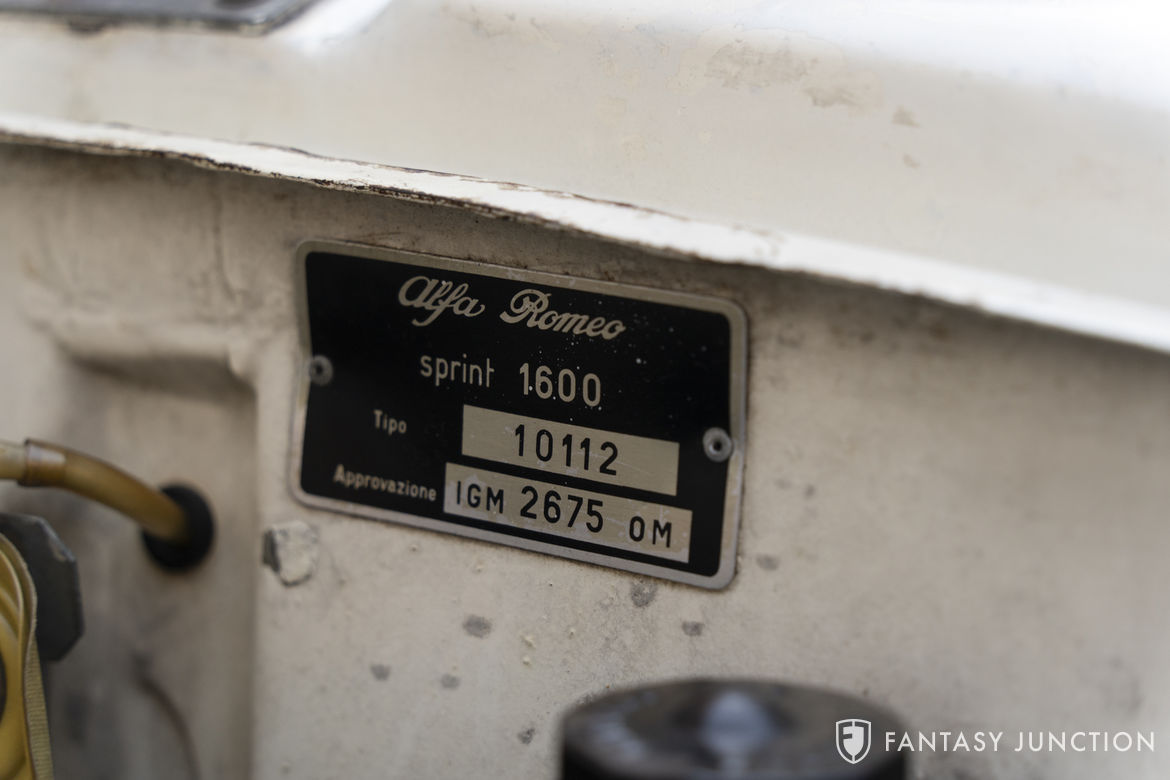 Alfa Romeo
sprint 1600
Tipo 10112
Approvazione IGM 2675 OM
FANTASY JUNCTION